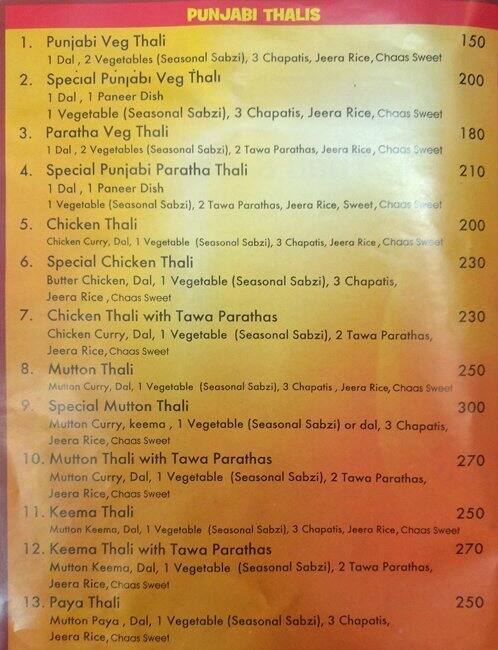 PUNJABI THALIS
1. Punjabi Veg Thali 150
1 Dal , 2 Vegetables (Seasonal Sabzi), 3 Chapatis, Jeera Rice, Chaas Sweet
2. Special Punjabi Veg Thali 200
1 Dal , 1 Paneer Dish
1 Vegetable (Seasonal Sabzi), 3 Chapatis, Jeera Rice, Chaas Sweet
3. Paratha Veg Thali 180
1 Dal , 2 Vegetables (Seasonal Sabzi), 2 Tawa Parathas, Jeera Rice, Chaas Sweet
4. Special Punjabi Paratha Thali 210
1 Dal , 1 Paneer Dish
1 Vegetable (Seasonal Sabzi), 2 Tawa Parathas, Jeera Rice, Sweet, Chaas Sweet
5. Chicken Thali 200
Chicken Curry, Dal, 1 Vegetable (Seasonal Sabzi), 3 Chapatis, Jeera Rice , Chaas Sweet
6. Special Chicken Thali 230
Butter Chicken, Dal, 1 Vegetable (Seasonal Sabzi), 3 Chapatis,
Jeera Rice , Chaas Sweet
7. Chicken Thali with Tawa Parathas 230
Chicken Curry, Dal, 1 Vegetable (Seasonal Sabzi), 2 Tawa Parathas,
Jeera Rice, Chaas Sweet
8. Mutton Thali 250
Mutton Curry, Dal, 1 Vegetable (Seasonal Sabzi), 3 Chapatis , Jeera Rice, Chaas Sweet
9. Special Mutton Thali 300
Mutton Curry, keema , 1 Vegetable (Seasonal Sabzi) or dal, 3 Chapatis,
Jeera Rice, Chaas Sweet
10. Mutton Thali with Tawa Parathas 270
Mutton Curry, Dal, 1 Vegetable (Seasonal Sabzi), 2 Tawa Parathas,
Jeera Rice, Chaas Sweet
11. Keema Thali 250
Mutton Keema, Dal, 1 Vegetable (Seasonal Sabzi), 3 Chapatis, Jeera Rice, Chaas Sweet
12. Keema Thali with Tawa Parathas 270
Mutton Keema, Dal, 1 Vegetable (Seasonal Sabzi), 2 Tawa Parathas,
Jeera Rice, Chaas Sweet
13. Paya Thali 250
Mutton Paya , Dal, 1 Vegetable (Seasonal Sabzi), 3 Chapatis,
Jeera Rice, Chaas Sweet